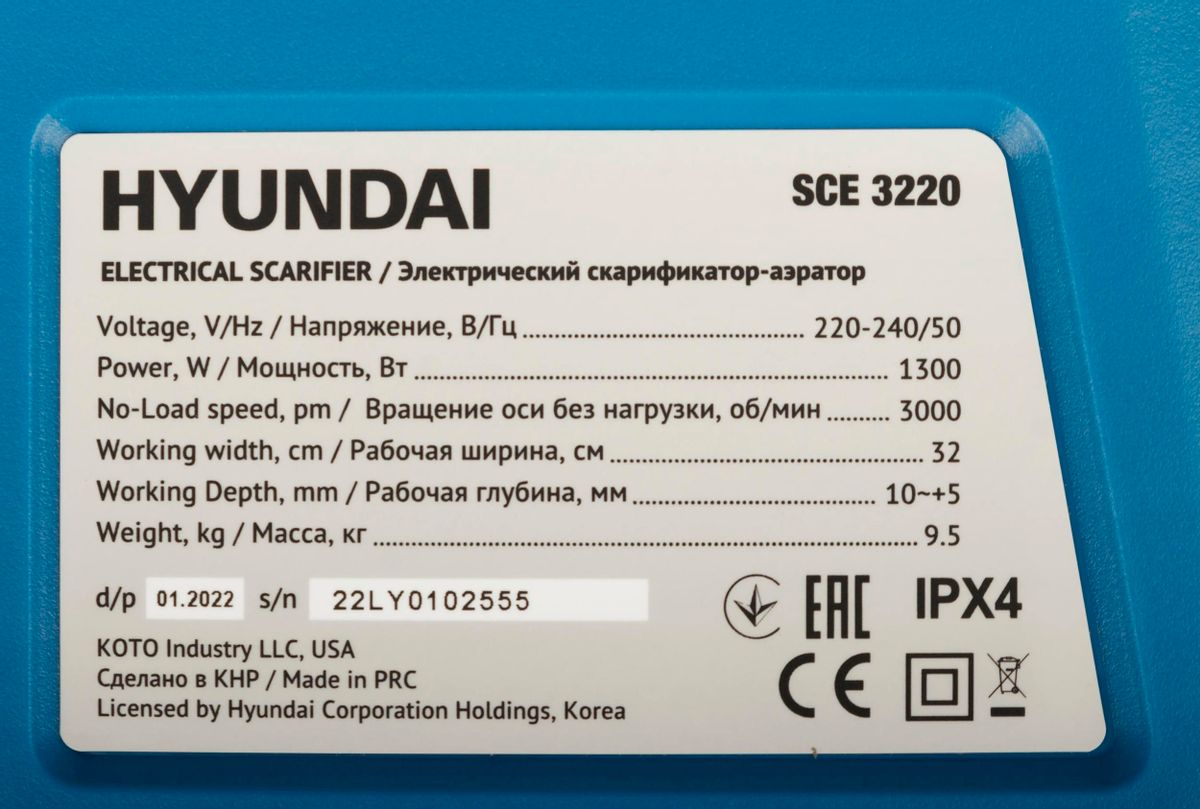 HYUNDAI
SCE 3220
ELECTRICAL SCARIFIER / Электрический скарификатор-аэратор
Voltage, V/Hz / Напряжение, В/Гц ........ 220-240/50
Power, W / Мощность, Вт ........ 1300
No-Load speed, pm / Вращение оси без нагрузки, об/мин ........ 3000
Working width, cm / Рабочая ширина, см ........ 32
Working Depth, mm / Рабочая глубина, мм ........ 10~+5
Weight, kg / Масса, кг ........ 9.5
d/p 01.2022 s/n 22LY0102555
EAC IPX4
KOTO Industry LLC, USA
Сделано в КНР / Made in PRC
Licensed by Hyundai Corporation Holdings, Korea
CE